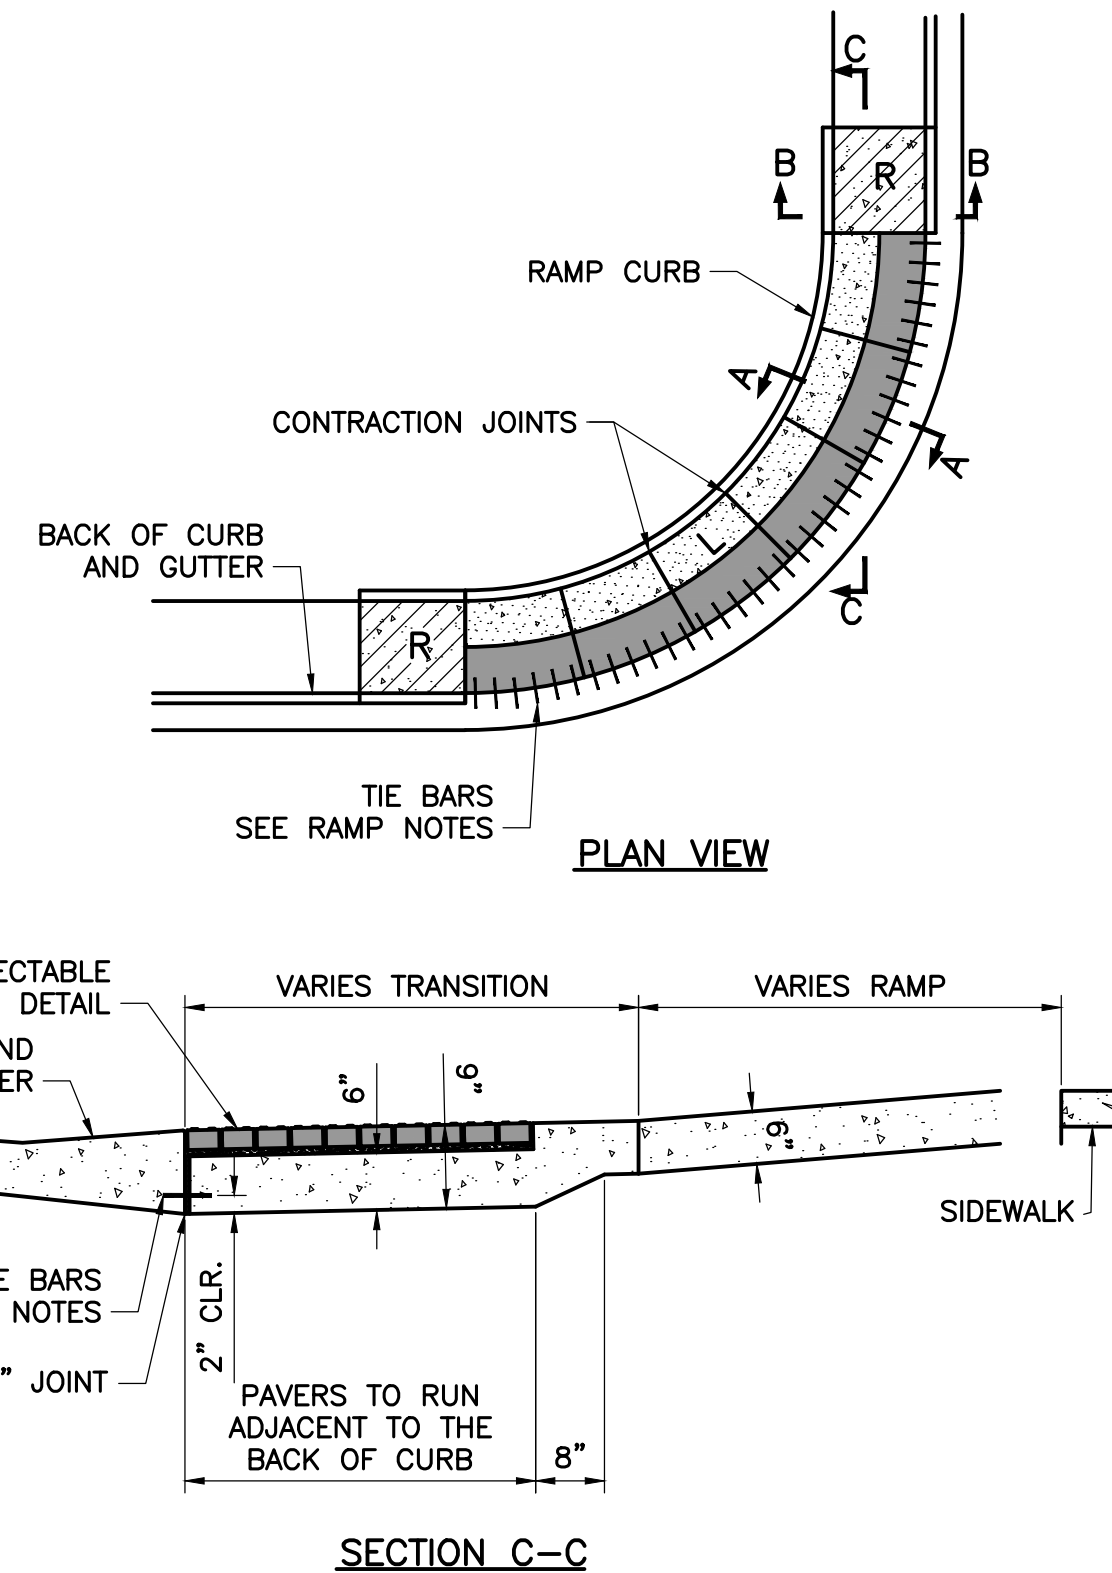 C
B
R
B
RAMP CURB
A
CONTRACTION JOINTS
A
BACK OF CURB
AND GUTTER
L
C
R
TIE BARS
SEE RAMP NOTES
PLAN VIEW
ECTABLE
DETAIL
VARIES TRANSITION
VARIES RAMP
ND
ER
6"
9"
6"
SIDEWALK
E BARS
NOTES
2" CLR.
" JOINT
PAVERS TO RUN
ADJACENT TO THE
BACK OF CURB
8"
SECTION C-C